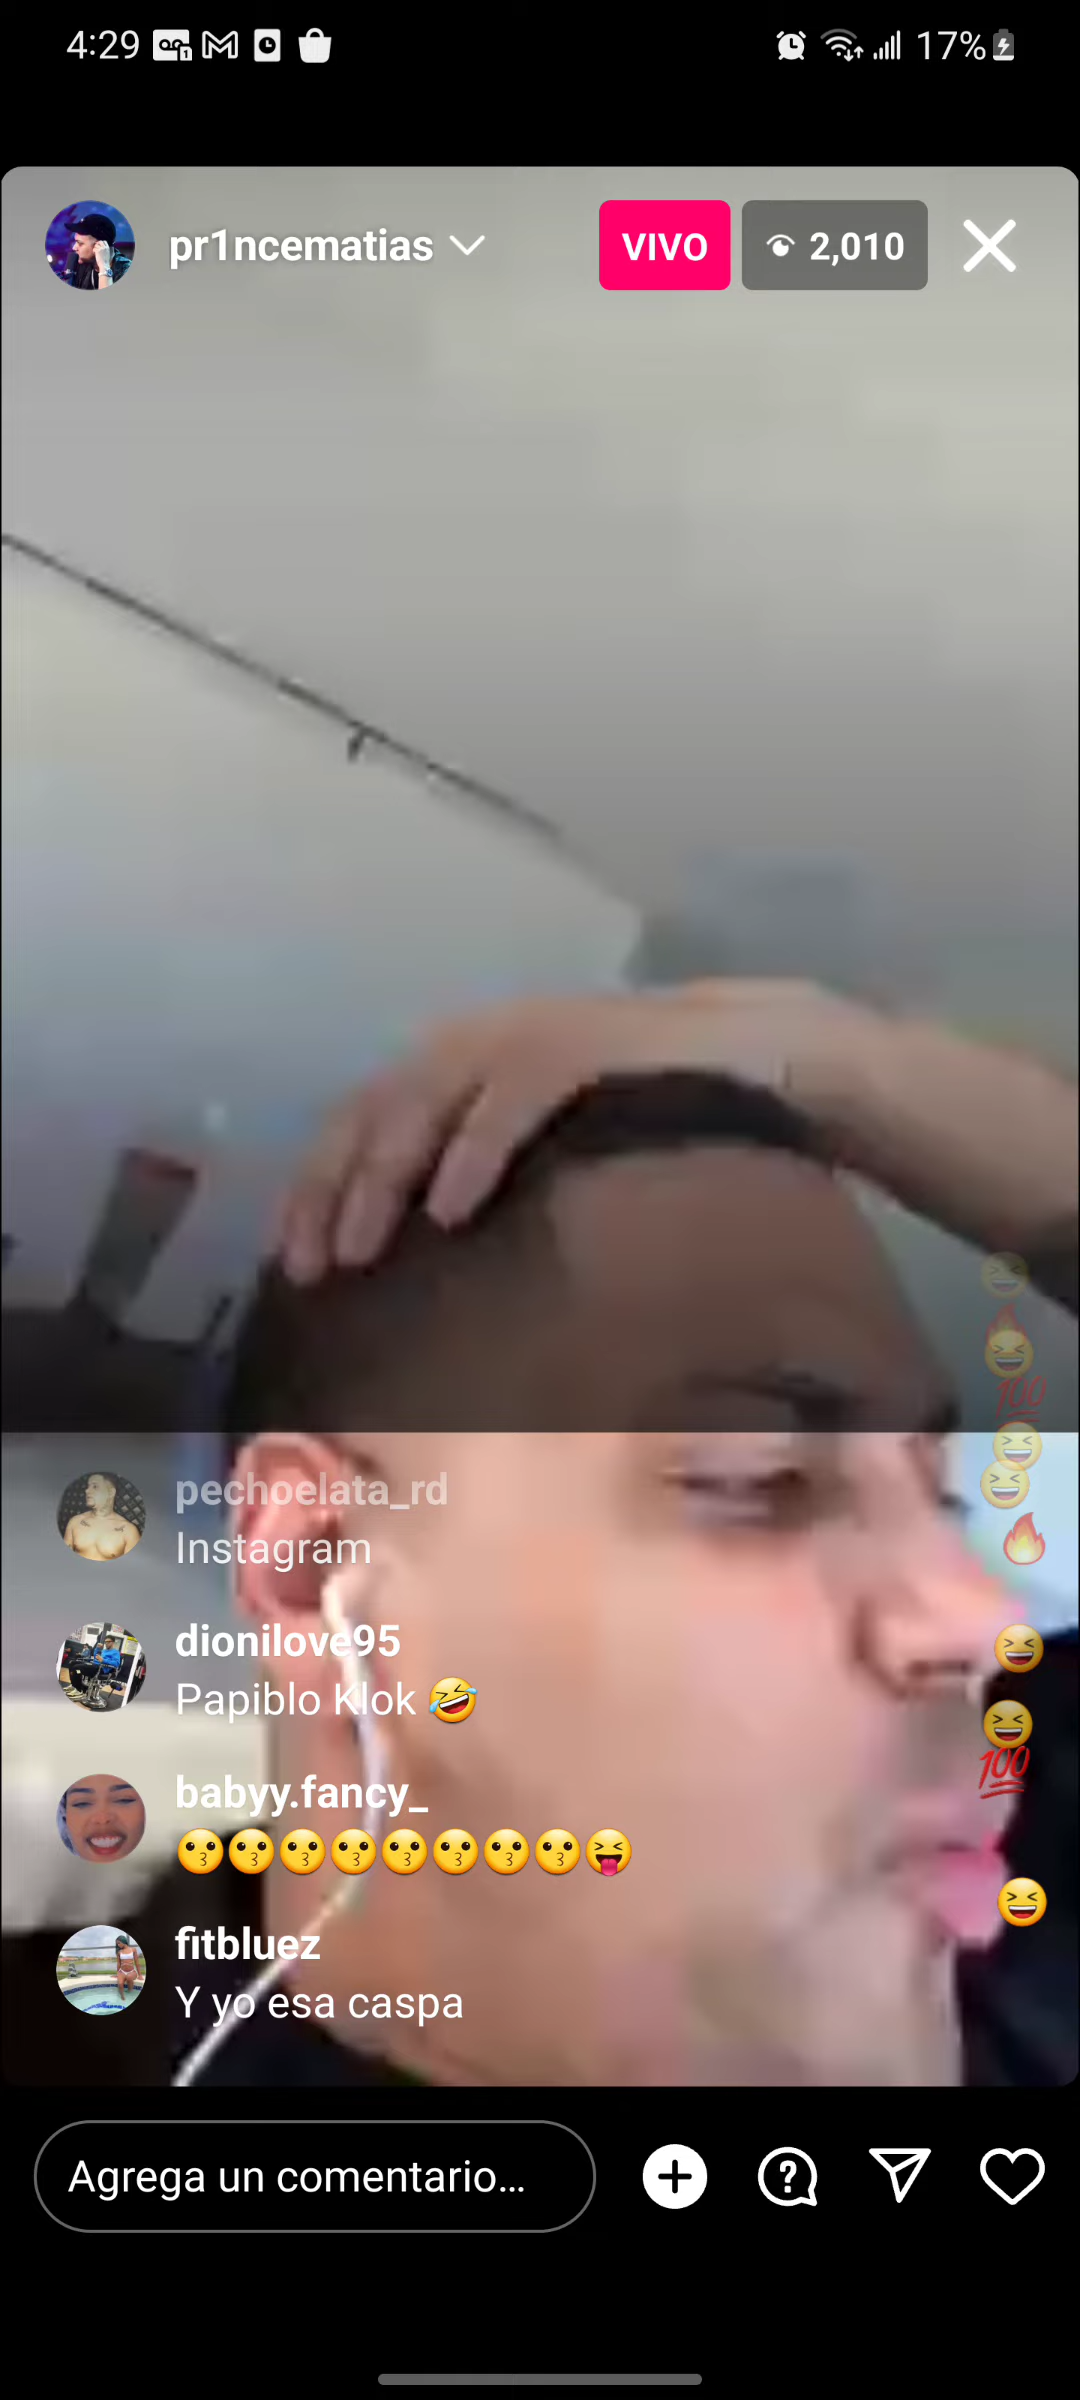 4:29
17%
pr1ncematias
VIVO
2,010
pechoelata_rd
Instagram
dionilove95
Papiblo Klok 🤣
babyy.fancy_
😗😗😗😗😗😗😗😗😝
fitbluez
Y yo esa caspa
Agrega un comentario...